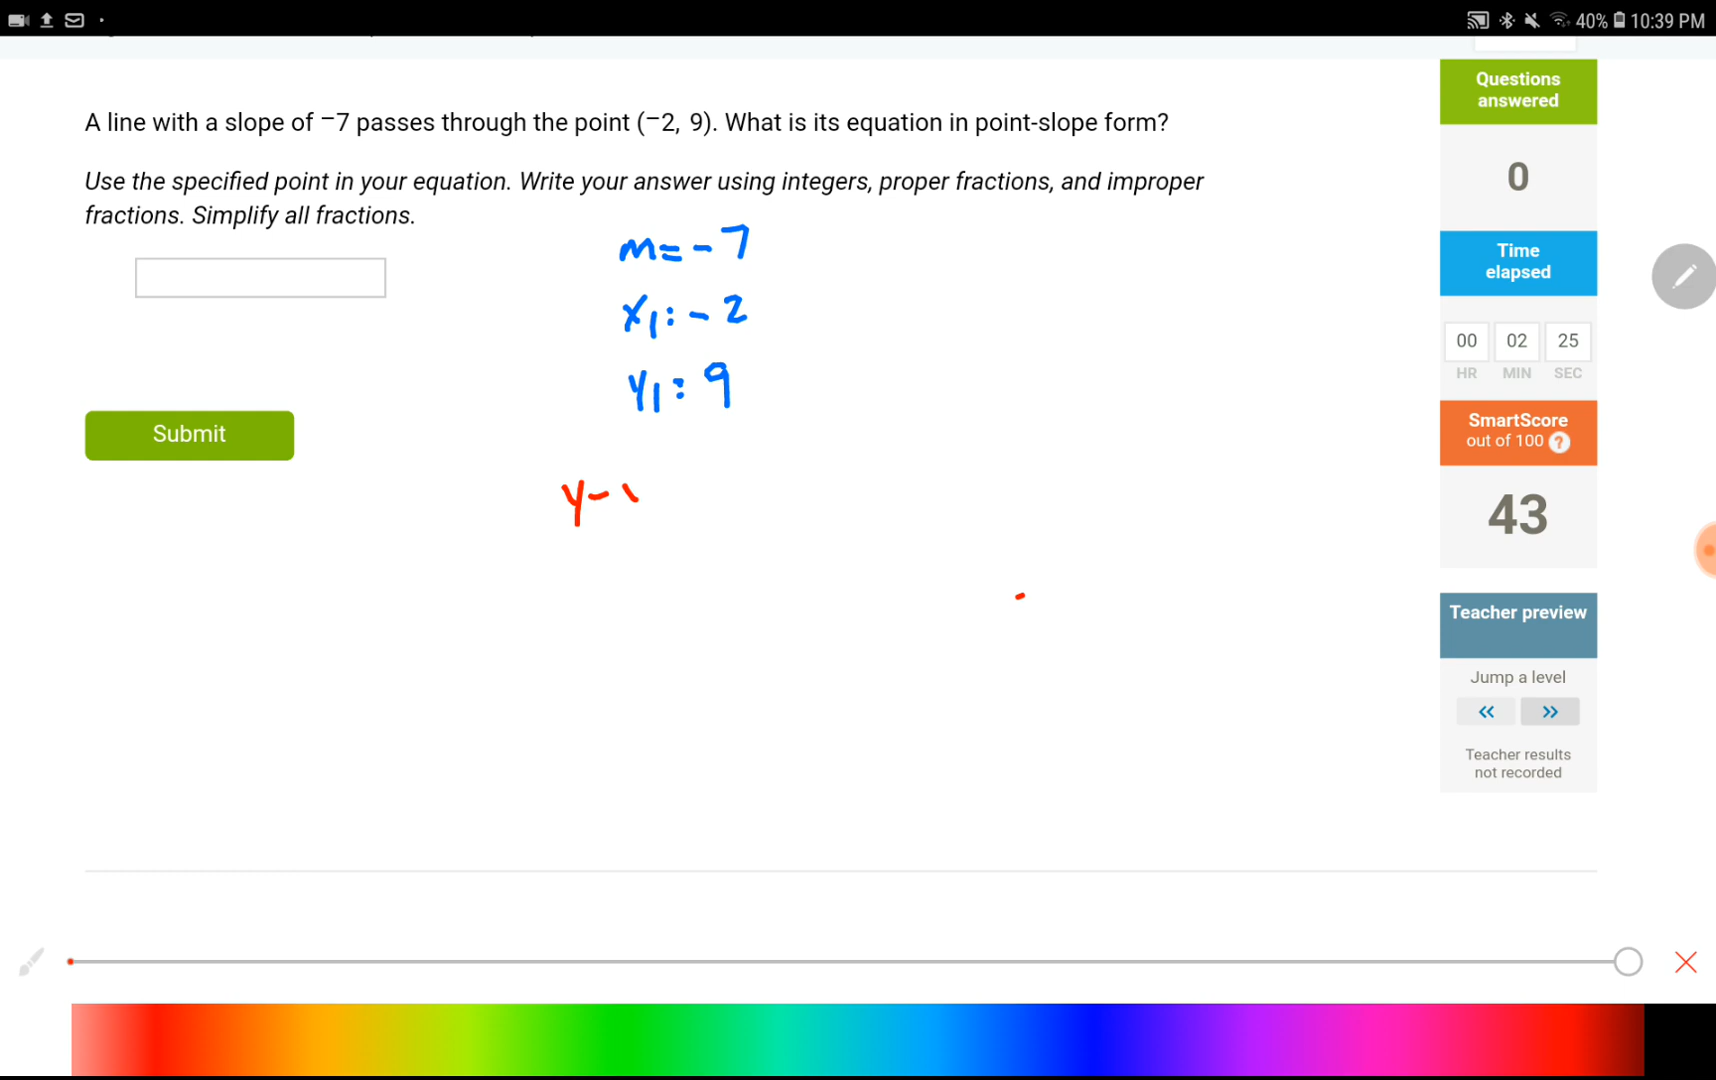 40% 10:39 PM
A line with a slope of ⁻7 passes through the point (⁻2, 9). What is its equation in point-slope form?
Use the specified point in your equation. Write your answer using integers, proper fractions, and improper
fractions. Simplify all fractions.
m = - 7
x1 : - 2
y1 : 9
Submit
y -
Questions
answered
0
Time
elapsed
00 02 25
HR MIN SEC
SmartScore
out of 100 ?
43
Teacher preview
Jump a level
Teacher results
not recorded